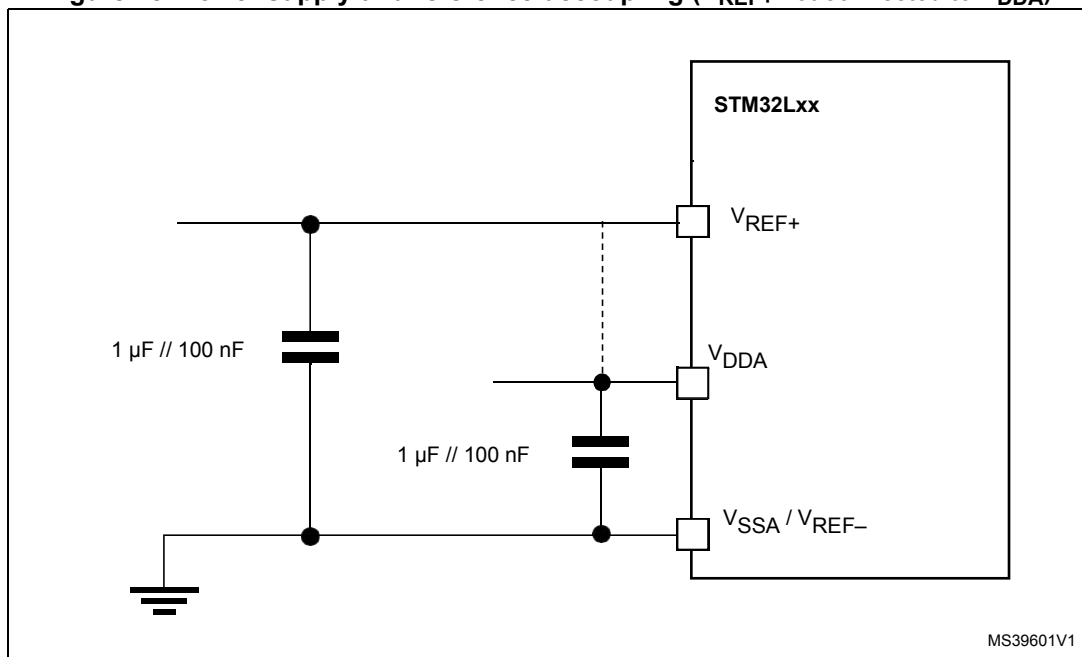 STM32Lxx
VREF+
1 µF // 100 nF
VDDA
1 µF // 100 nF
VSSA / VREF–
MS39601V1